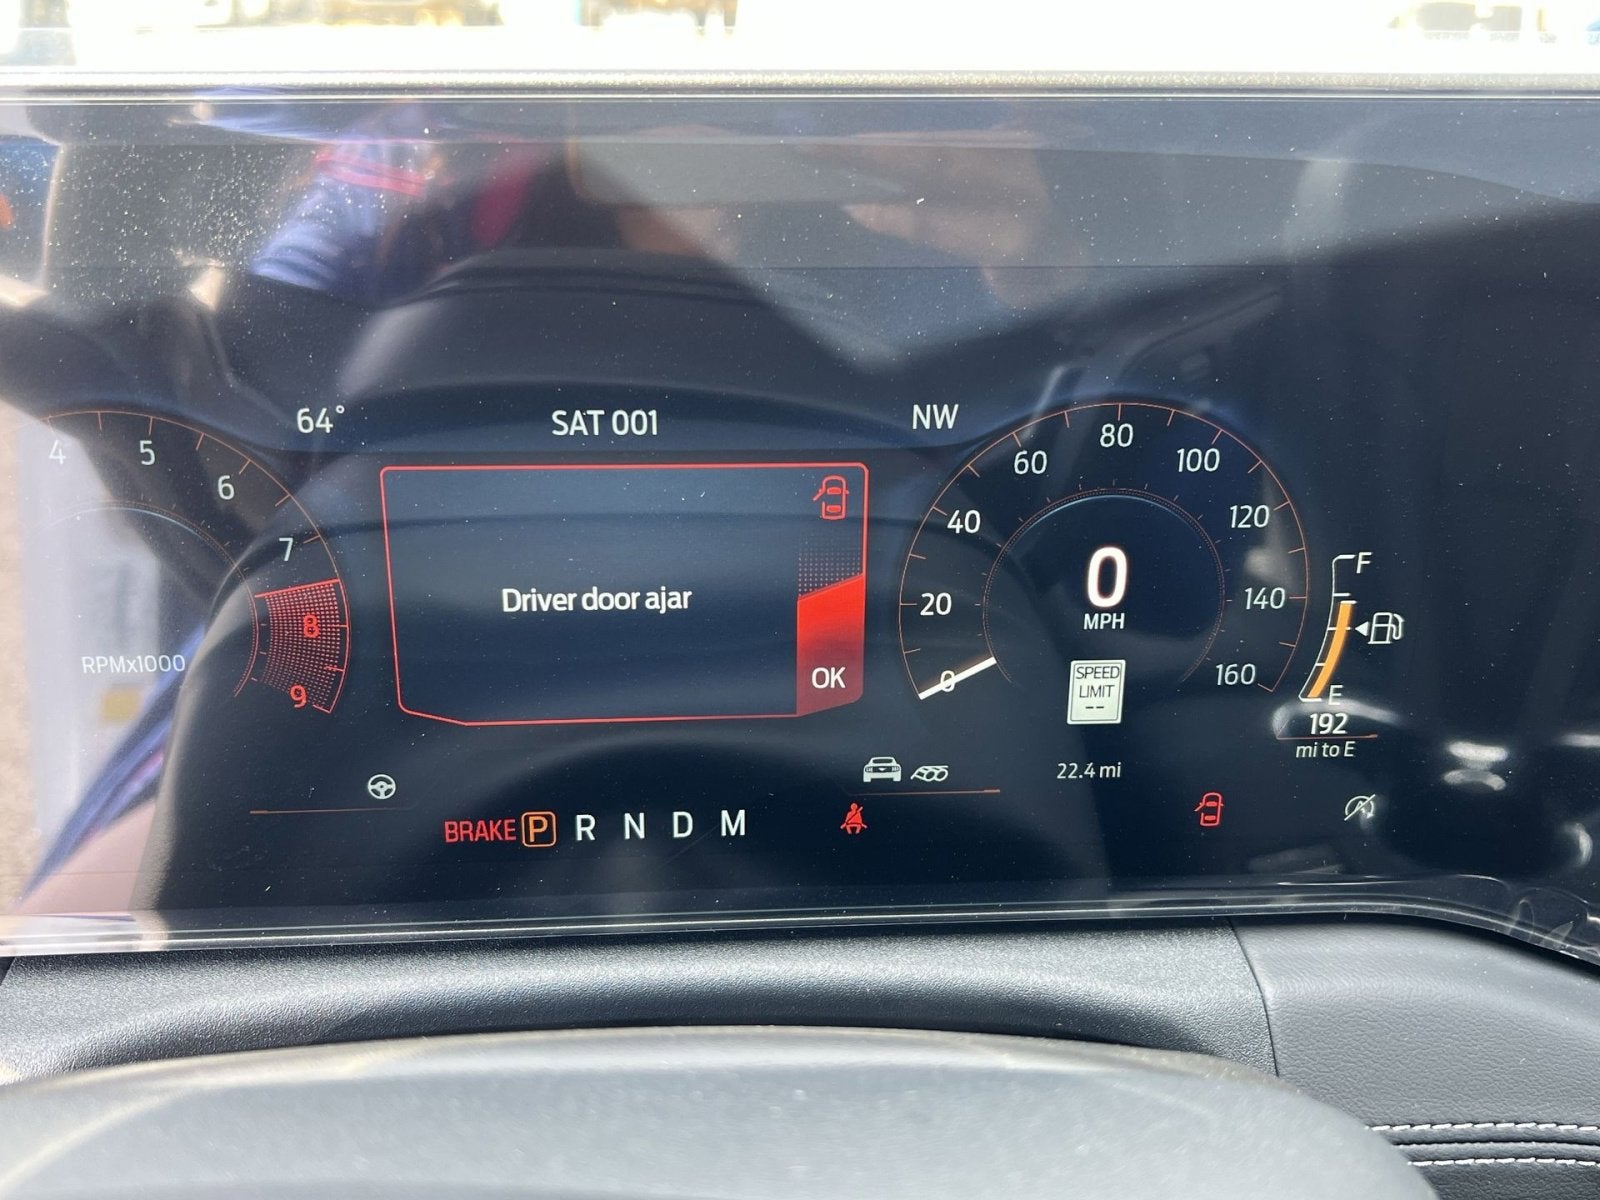 64° SAT 001 NW
4 5 6 7 8 9
RPMx1000
Driver door ajar
OK
0 20 40 60 80 100 120 140 160
0
MPH
SPEED
LIMIT
--
22.4 mi
F
E
192
mi to E
BRAKE P R N D M